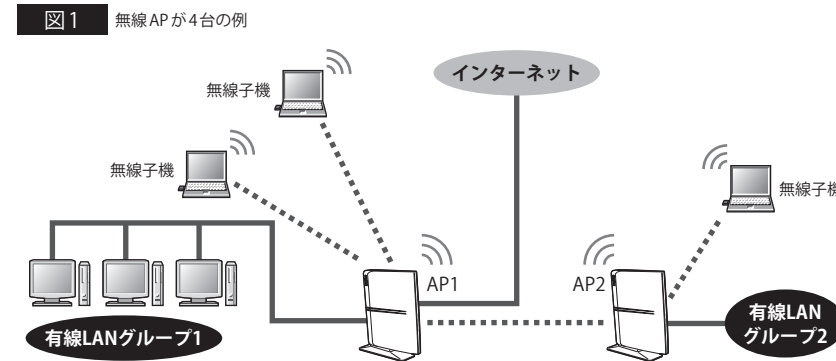 図1 無線APが4台の例
インターネット
無線子機
無線子機
無線子機
AP1
AP2
有線LANグループ1
有線LAN
グループ2